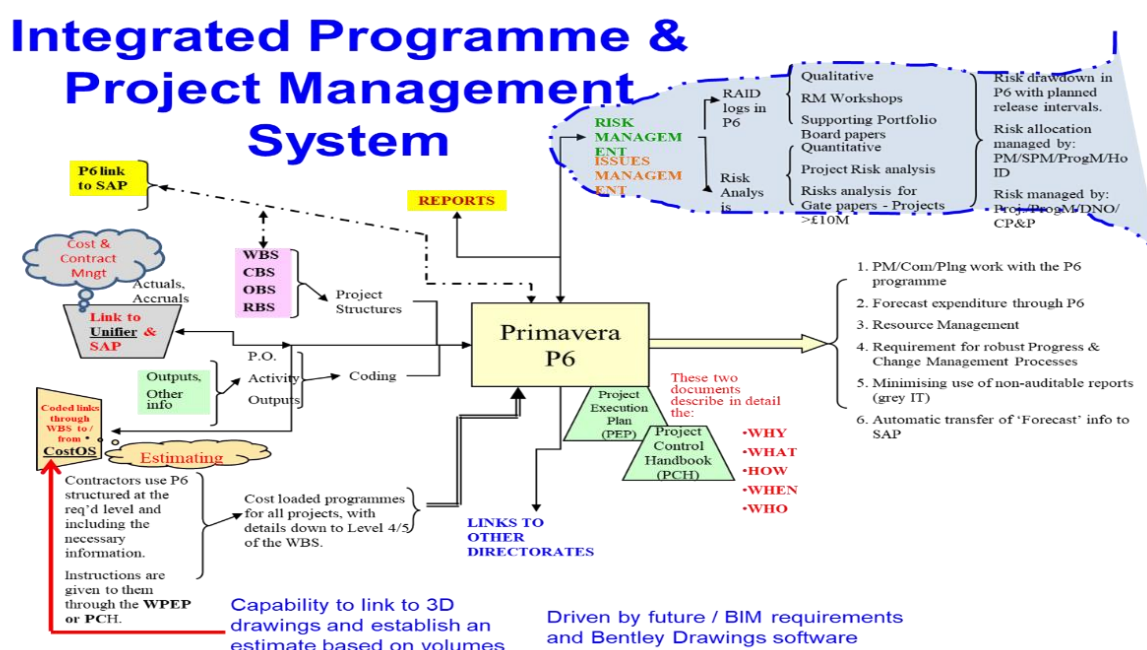 Integrated Programme &
Project Management
System
P6 link
to SAP
REPORTS
RISK
MANAGEM
ENT
ISSUES
MANAGEM
ENT
RAID
logs in
P6
Risk
Analys
is
Qualitative
RM Workshops
Supporting Portfolio
Board papers
Quantitative
Project Risk analysis
Risks analysis for
Gate papers - Projects
>£10M
Risk drawdown in
P6 with planned
release intervals.
Risk allocation
managed by:
PM/SPM/ProgM/Ho
ID
Risk managed by:
Proj./ProgM/DNO/
CP&P
Cost &
Contract
Mngt
Actuals,
Accruals
Link to
Unifier &
SAP
WBS
CBS
OBS
RBS
Project
Structures
Outputs,
Other
info
P.O.
Activity
Outputs
Coding
Primavera
P6
1. PM/Com/Plng work with the P6
programme
2. Forecast expenditure through P6
3. Resource Management
4. Requirement for robust Progress &
Change Management Processes
5. Minimising use of non-auditable reports
(grey IT)
6. Automatic transfer of ‘Forecast’ info to
SAP
Coded links
through
WBS to /
from
CostOS
Estimating
Project
Execution
Plan
(PEP)
Project
Control
Handbook
(PCH)
These two
documents
describe in detail
the:
•WHY
•WHAT
•HOW
•WHEN
•WHO
Contractors use P6
structured at the
req’d level and
including the
necessary
information.
Instructions are
given to them
through the WPEP
or PCH.
Cost loaded programmes
for all projects, with
details down to Level 4/5
of the WBS.
LINKS TO
OTHER
DIRECTORATES
Capability to link to 3D
drawings and establish an
estimate based on volumes
Driven by future / BIM requirements
and Bentley Drawings software